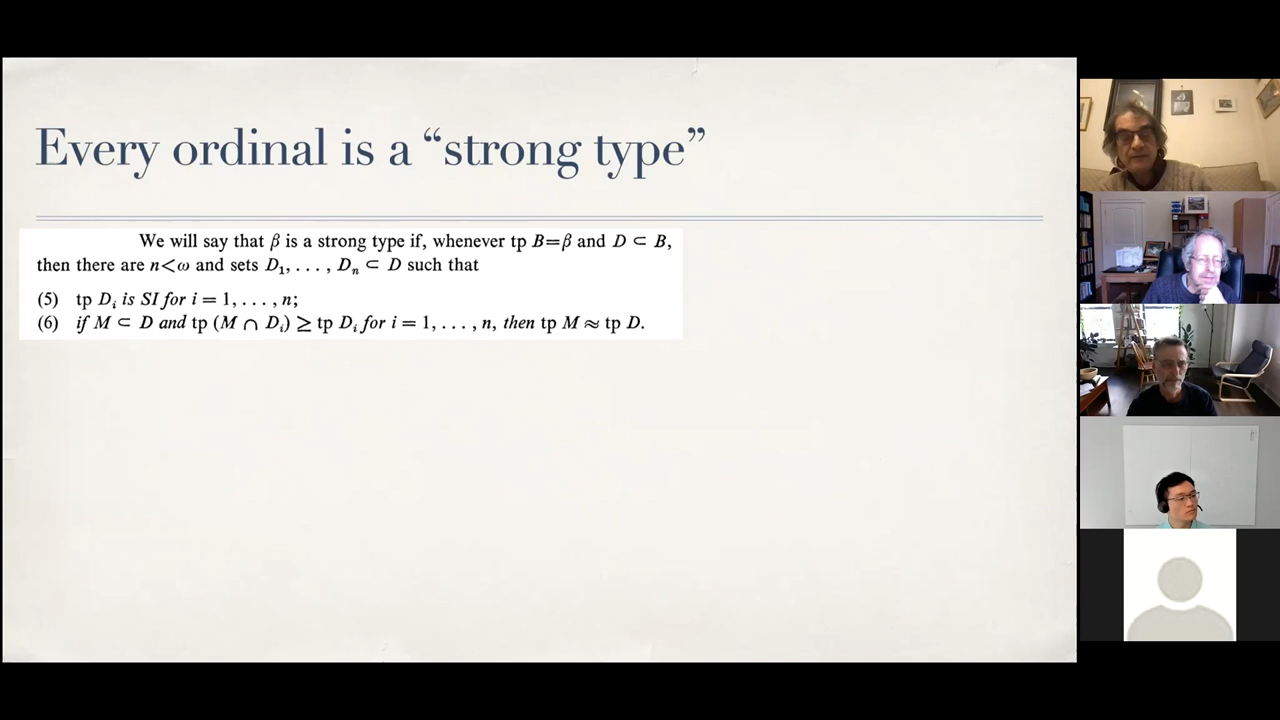 Every ordinal is a “strong type”
We will say that β is a strong type if, whenever tp B=β and D ⊂ B,
then there are n<ω and sets D₁, . . . , Dₙ ⊂ D such that
(5) tp Dᵢ is SI for i = 1, . . . , n;
(6) if M ⊂ D and tp (M ∩ Dᵢ) ≥ tp Dᵢ for i = 1, . . . , n, then tp M ≈ tp D.